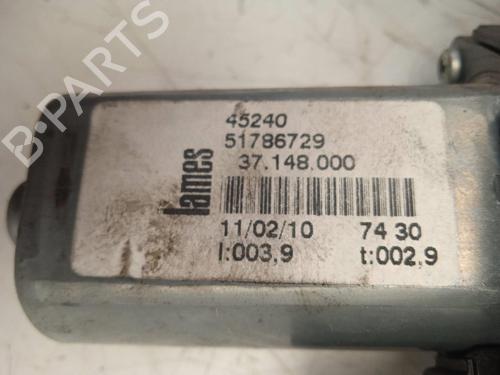 B-PARTS
45240
51786729
37.148.000
lames
11/02/10 74 30
l:003,9 t:002,9